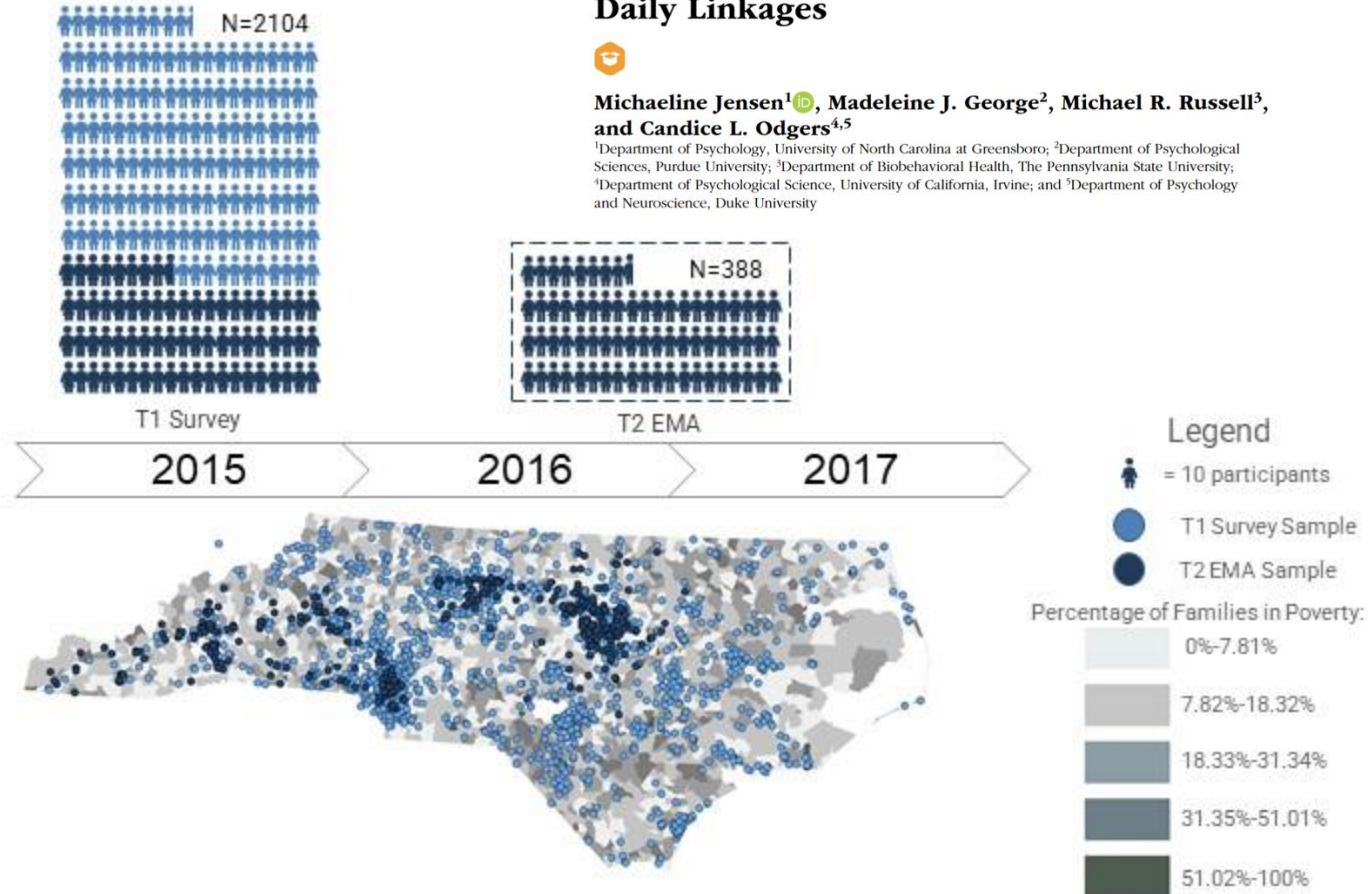 Daily Linkages
N=2104
Michaeline Jensen¹ iD, Madeleine J. George², Michael R. Russell³,
and Candice L. Odgers⁴,⁵
¹Department of Psychology, University of North Carolina at Greensboro; ²Department of Psychological
Sciences, Purdue University; ³Department of Biobehavioral Health, The Pennsylvania State University;
⁴Department of Psychological Science, University of California, Irvine; and ⁵Department of Psychology
and Neuroscience, Duke University
N=388
T1 Survey
T2 EMA
2015
2016
2017
Legend
= 10 participants
T1 Survey Sample
T2 EMA Sample
Percentage of Families in Poverty:
0%-7.81%
7.82%-18.32%
18.33%-31.34%
31.35%-51.01%
51.02%-100%